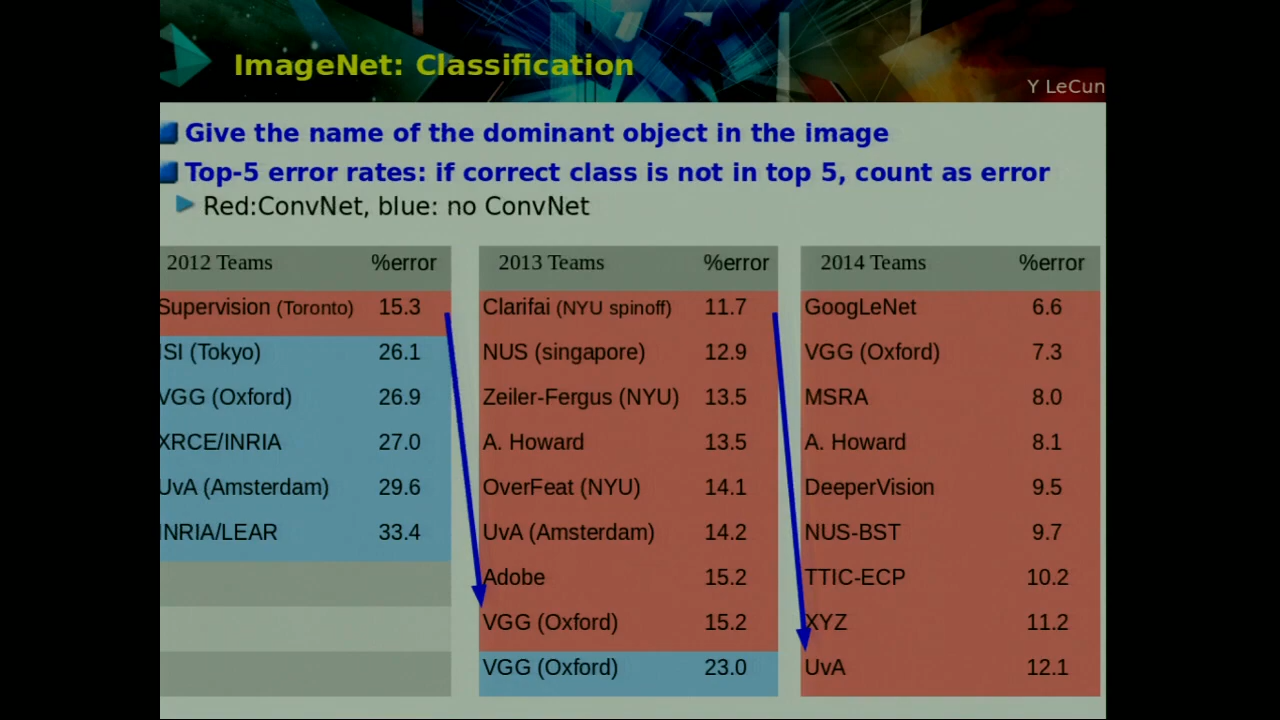 ImageNet: Classification
Y LeCun
Give the name of the dominant object in the image
Top-5 error rates: if correct class is not in top 5, count as error
Red:ConvNet, blue: no ConvNet
2012 Teams %error
Supervision (Toronto) 15.3
ISI (Tokyo) 26.1
VGG (Oxford) 26.9
XRCE/INRIA 27.0
UvA (Amsterdam) 29.6
INRIA/LEAR 33.4
2013 Teams %error
Clarifai (NYU spinoff) 11.7
NUS (singapore) 12.9
Zeiler-Fergus (NYU) 13.5
A. Howard 13.5
OverFeat (NYU) 14.1
UvA (Amsterdam) 14.2
Adobe 15.2
VGG (Oxford) 15.2
VGG (Oxford) 23.0
2014 Teams %error
GoogLeNet 6.6
VGG (Oxford) 7.3
MSRA 8.0
A. Howard 8.1
DeeperVision 9.5
NUS-BST 9.7
TTIC-ECP 10.2
XYZ 11.2
UvA 12.1